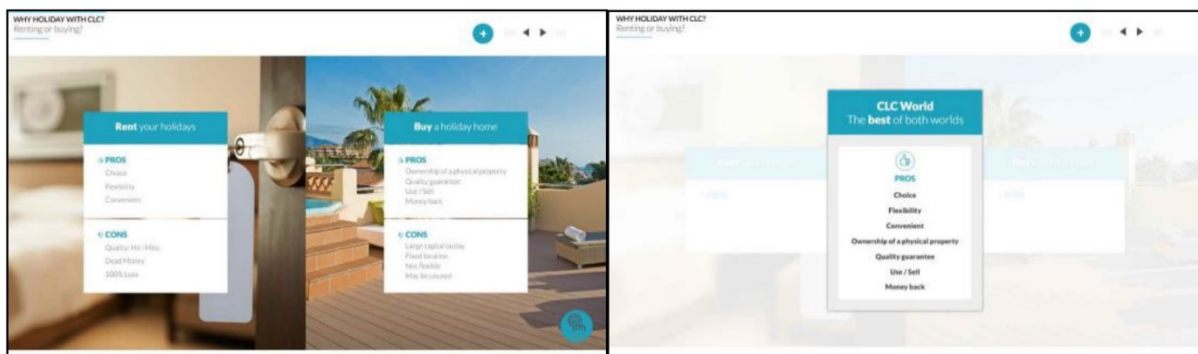 WHY HOLIDAY WITH CLC?
Renting or buying?
Rent your holidays
PROS
Choice
Flexibility
Convenient
CONS
Quality: Hit+Miss
Dead Money
100% Loss
Buy a holiday home
PROS
Ownership of a physical property
Quality guarantee
Use / Sell
Money back
CONS
Large capital outlay
Fixed location
Not flexible
May be unused
WHY HOLIDAY WITH CLC?
Renting or buying?
CLC World
The best of both worlds
PROS
Choice
Flexibility
Convenient
Ownership of a physical property
Quality guarantee
Use / Sell
Money back